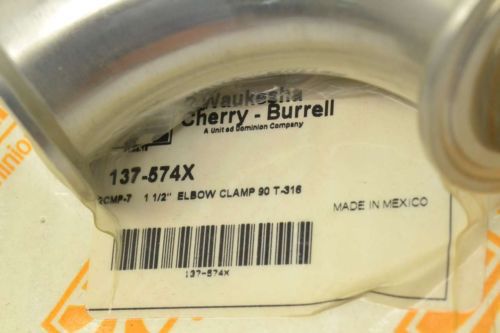 Waukesha
Cherry - Burrell
A United Dominion Company
137-574X
2CMP-7 1 1/2" ELBOW CLAMP 90 T-316
MADE IN MEXICO
137-574X